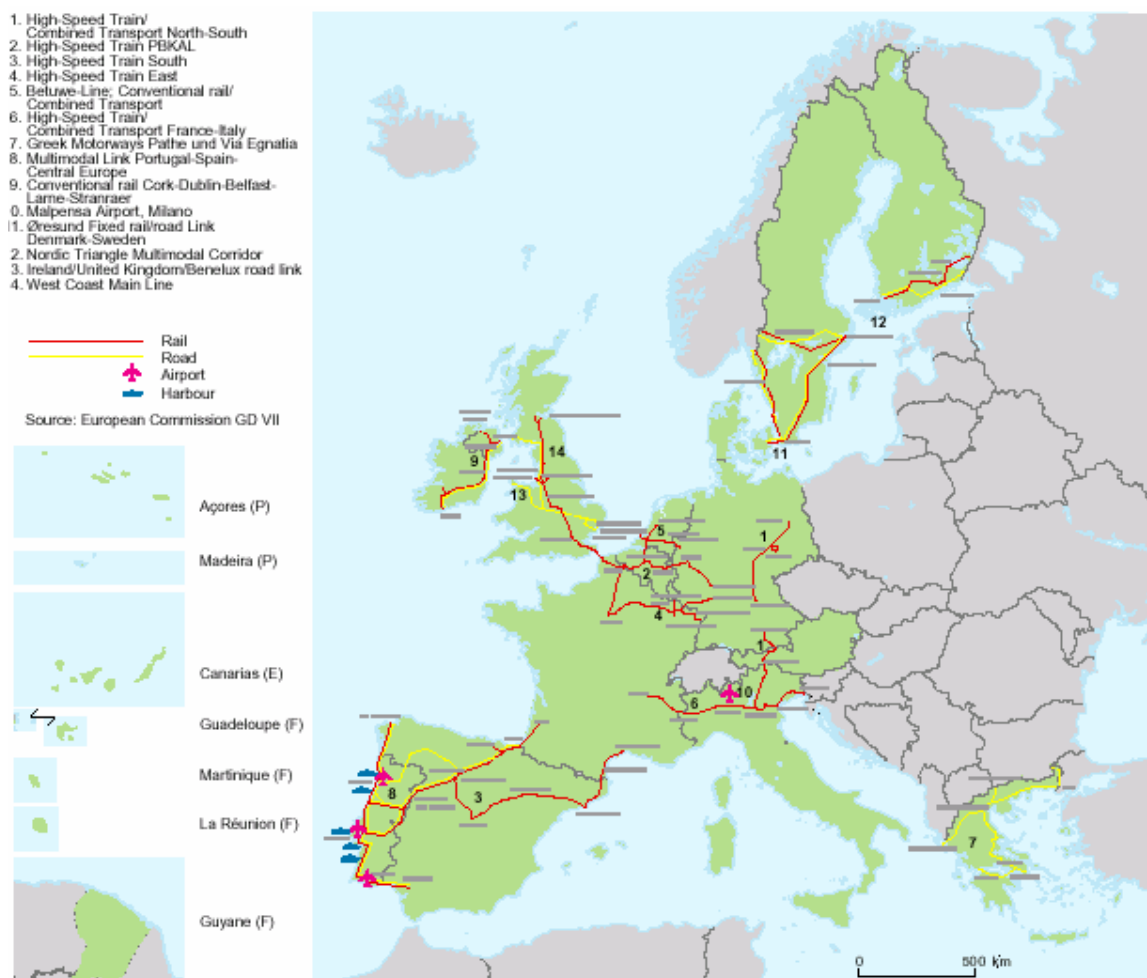 1. High-Speed Train/
Combined Transport North-South
2. High-Speed Train PBKAL
3. High-Speed Train South
4. High-Speed Train East
5. Betuwe-Line; Conventional rail/
Combined Transport
6. High-Speed Train/
Combined Transport France-Italy
7. Greek Motorways Pathe und Via Egnatia
8. Multimodal Link Portugal-Spain-
Central Europe
9. Conventional rail Cork-Dublin-Belfast-
Larne-Stranraer
0. Malpensa Airport, Milano
1. Øresund Fixed rail/road Link
Denmark-Sweden
2. Nordic Triangle Multimodal Corridor
3. Ireland/United Kingdom/Benelux road link
4. West Coast Main Line
Rail
Road
Airport
Harbour
Source: European Commission GD VII
Açores (P)
Madeira (P)
Canarias (E)
Guadeloupe (F)
Martinique (F)
La Réunion (F)
Guyane (F)
12
11
14
9
13
5
1
2
4
1
10
6
8
3
7
0 500 km